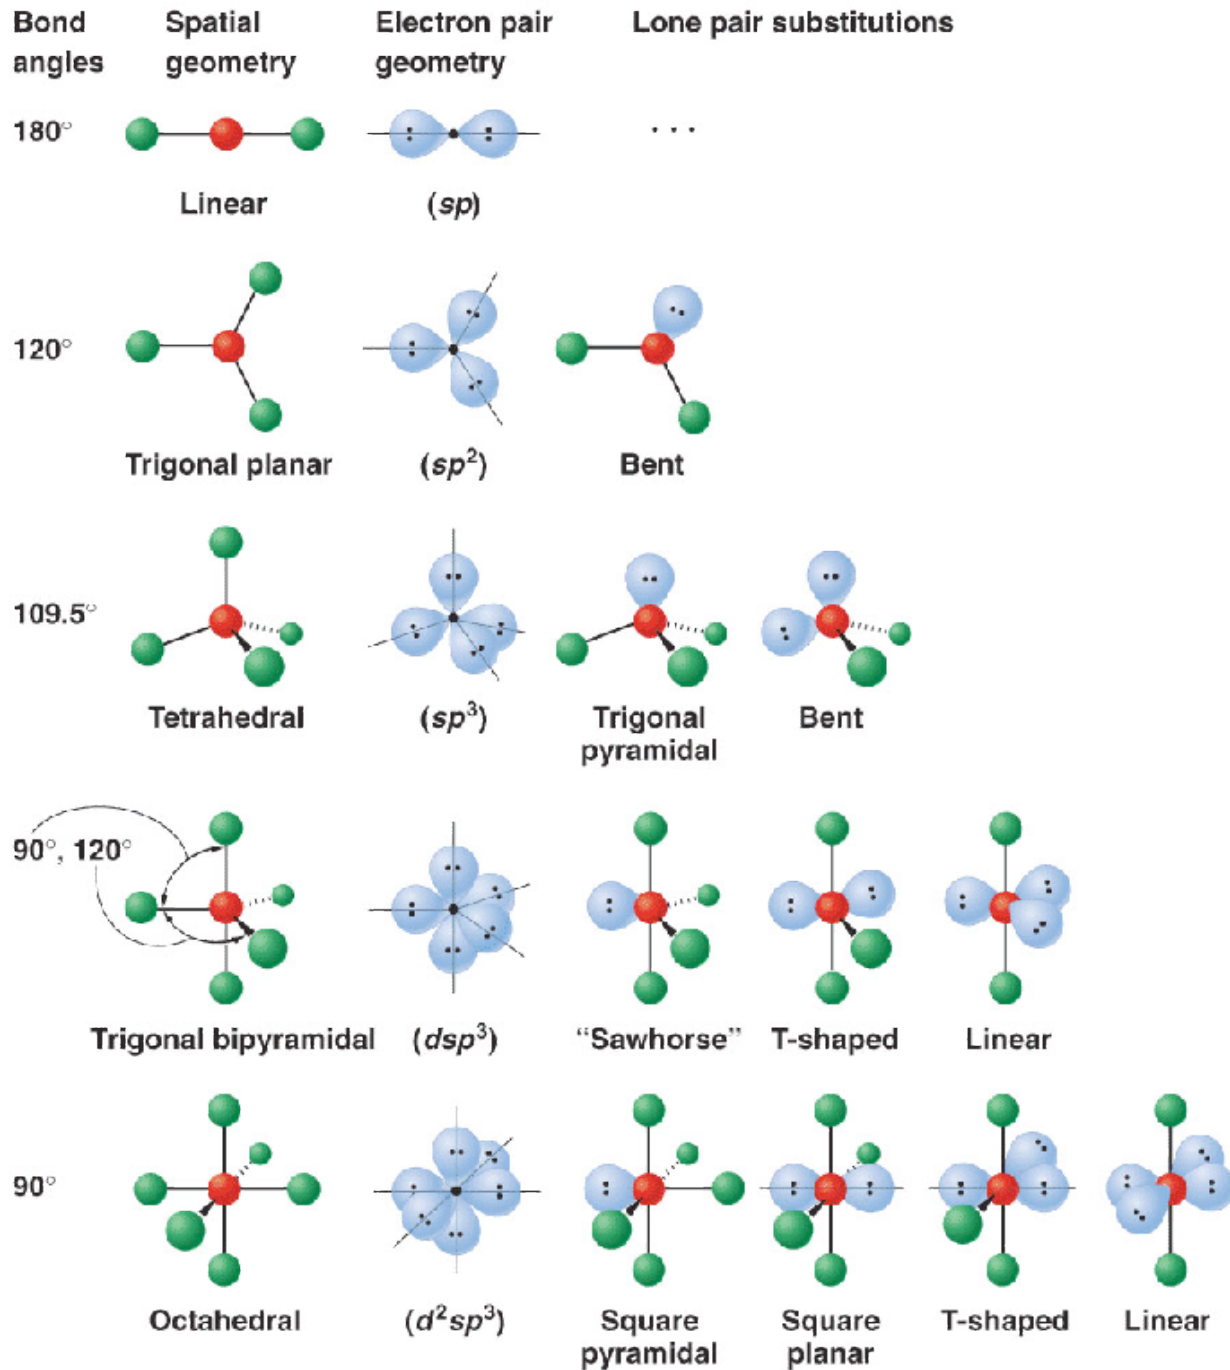 Bond angles
Spatial geometry
Electron pair geometry
Lone pair substitutions
180°
Linear
(sp)
. . .
120°
Trigonal planar
(sp²)
Bent
109.5°
Tetrahedral
(sp³)
Trigonal pyramidal
Bent
90°, 120°
Trigonal bipyramidal
(dsp³)
“Sawhorse”
T-shaped
Linear
90°
Octahedral
(d²sp³)
Square pyramidal
Square planar
T-shaped
Linear